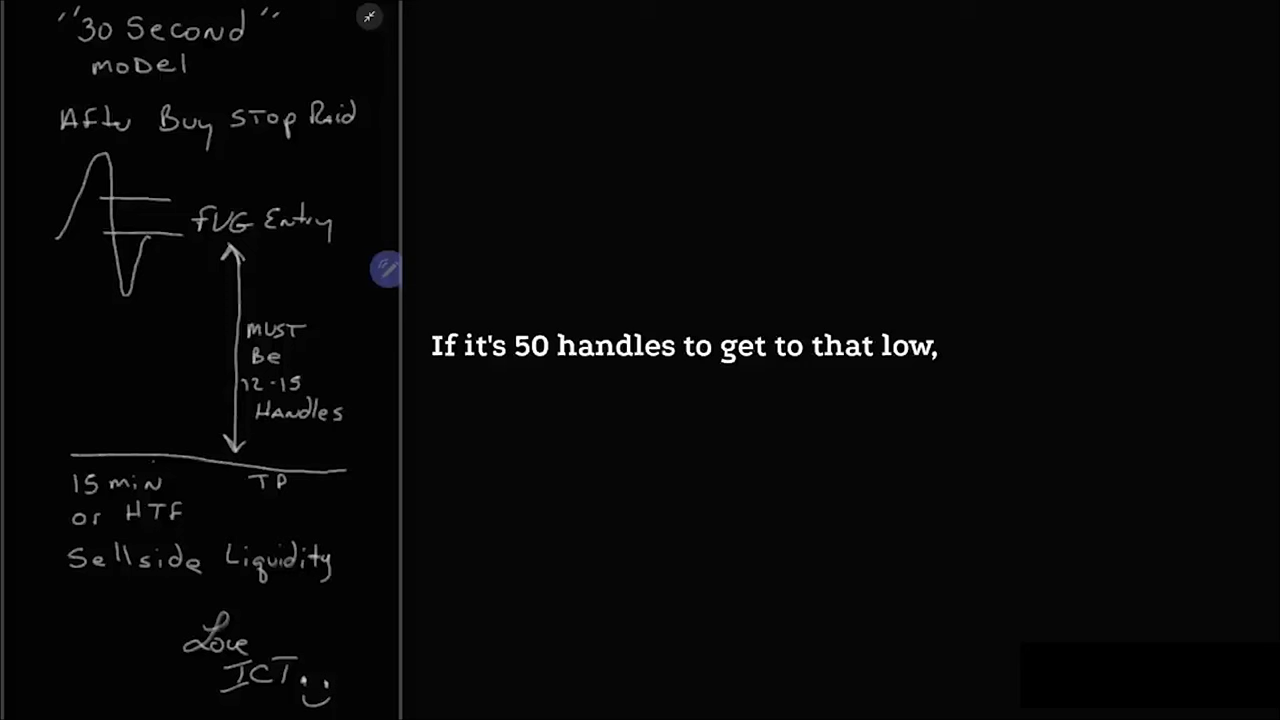 "30 Second"
model
After Buy Stop Raid
FVG Entry
MUST
Be
12-15
HANdles
15 min
TP
or HTF
Sellside Liquidity
Love
ICT
If it's 50 handles to get to that low,